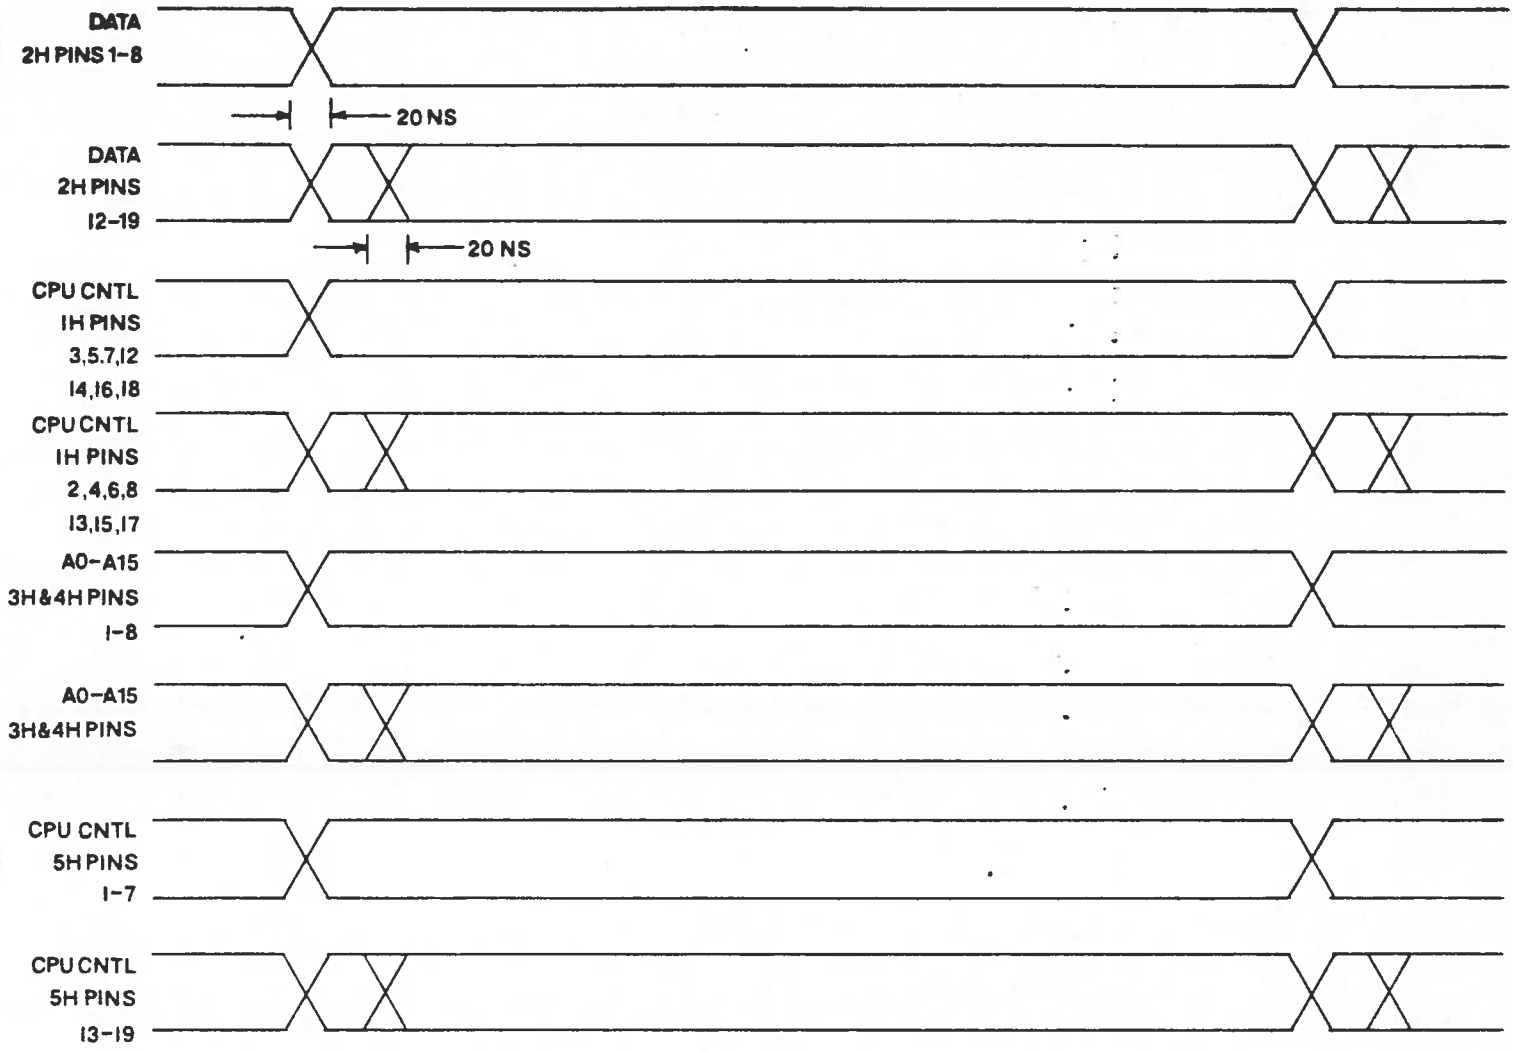 DATA
2H PINS 1-8
20 NS
DATA
2H PINS
12-19
20 NS
CPU CNTL
1H PINS
3,5.7,12
14,16,18
CPU CNTL
1H PINS
2,4,6,8
13,15,17
A0-A15
3H&4H PINS
1-8
A0-A15
3H&4H PINS
CPU CNTL
5H PINS
1-7
CPU CNTL
5H PINS
13-19